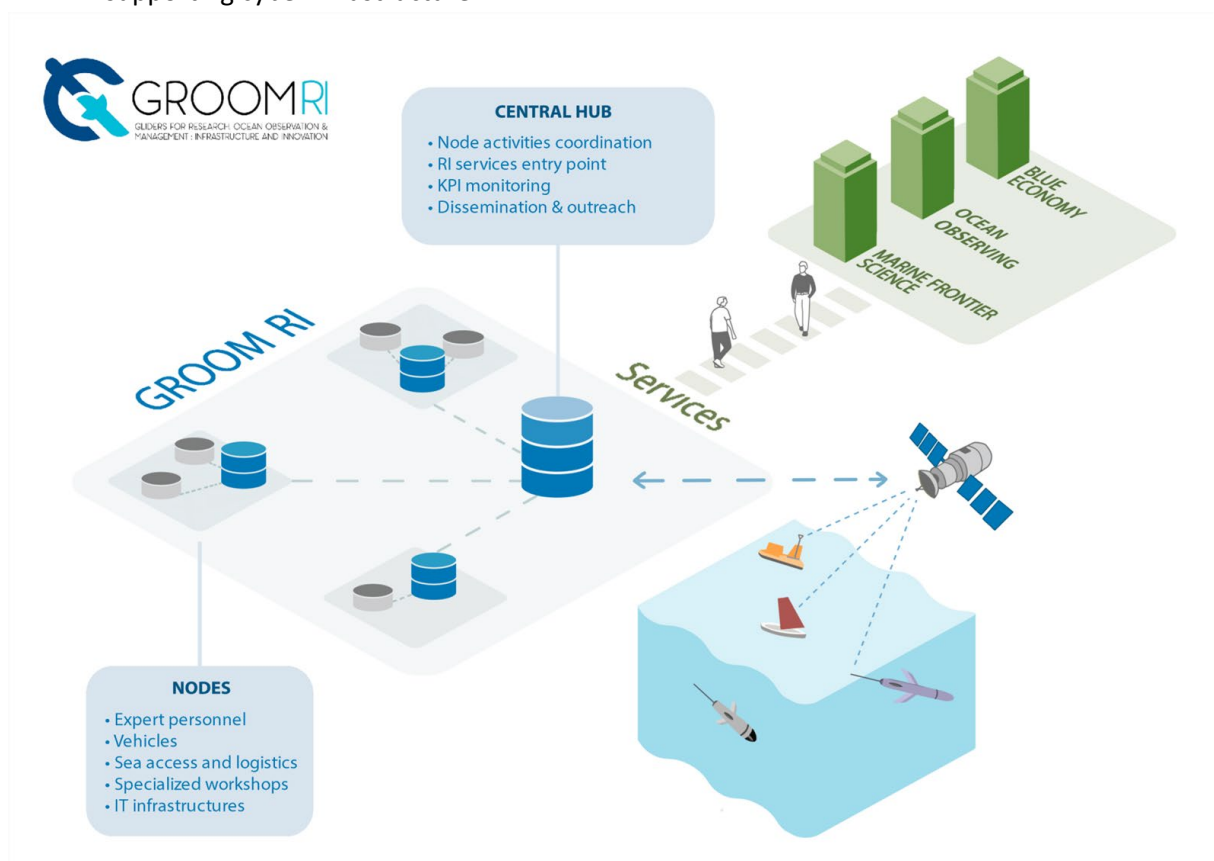 GROOMRI
GLIDERS FOR RESEARCH, OCEAN OBSERVATION &
MANAGEMENT : INFRASTRUCTURE AND INNOVATION
CENTRAL HUB
• Node activities coordination
• RI services entry point
• KPI monitoring
• Dissemination & outreach
BLUE
ECONOMY
OCEAN
OBSERVING
MARINE FRONTIER
SCIENCE
GROOM RI
Services
NODES
• Expert personnel
• Vehicles
• Sea access and logistics
• Specialized workshops
• IT infrastructures